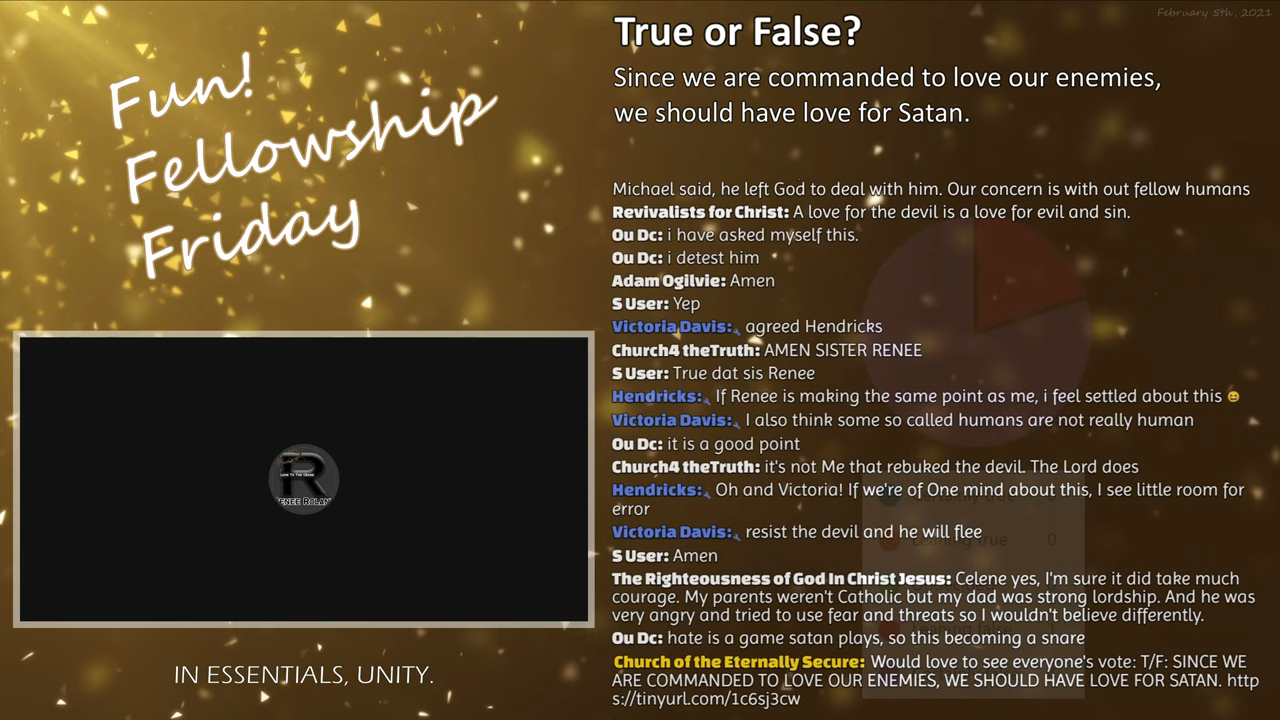 February 5th, 2021
Fun!
Fellowship
Friday
True or False?
Since we are commanded to love our enemies,
we should have love for Satan.
Michael said, he left God to deal with him. Our concern is with out fellow humans
Revivalists for Christ: A love for the devil is a love for evil and sin.
Ou Dc: i have asked myself this.
Ou Dc: i detest him
Adam Ogilvie: Amen
S User: Yep
Victoria Davis: agreed Hendricks
Church4 theTruth: AMEN SISTER RENEE
S User: True dat sis Renee
Hendricks: If Renee is making the same point as me, i feel settled about this 😊
Victoria Davis: I also think some so called humans are not really human
Ou Dc: it is a good point
Church4 theTruth: it's not Me that rebuked the devil. The Lord does
Hendricks: Oh and Victoria! If we're of One mind about this, I see little room for
error
Victoria Davis: resist the devil and he will flee
S User: Amen
The Righteousness of God In Christ Jesus: Celene yes, I'm sure it did take much
courage. My parents weren't Catholic but my dad was strong lordship. And he was
very angry and tried to use fear and threats so I wouldn't believe differently.
Ou Dc: hate is a game satan plays, so this becoming a snare
Church of the Eternally Secure: Would love to see everyone's vote: T/F: SINCE WE
ARE COMMANDED TO LOVE OUR ENEMIES, WE SHOULD HAVE LOVE FOR SATAN. http
s://tinyurl.com/1c6sj3cw
Leaning true 0
R
LOOK TO THE CROSS
RENEE ROLAN
IN ESSENTIALS, UNITY.